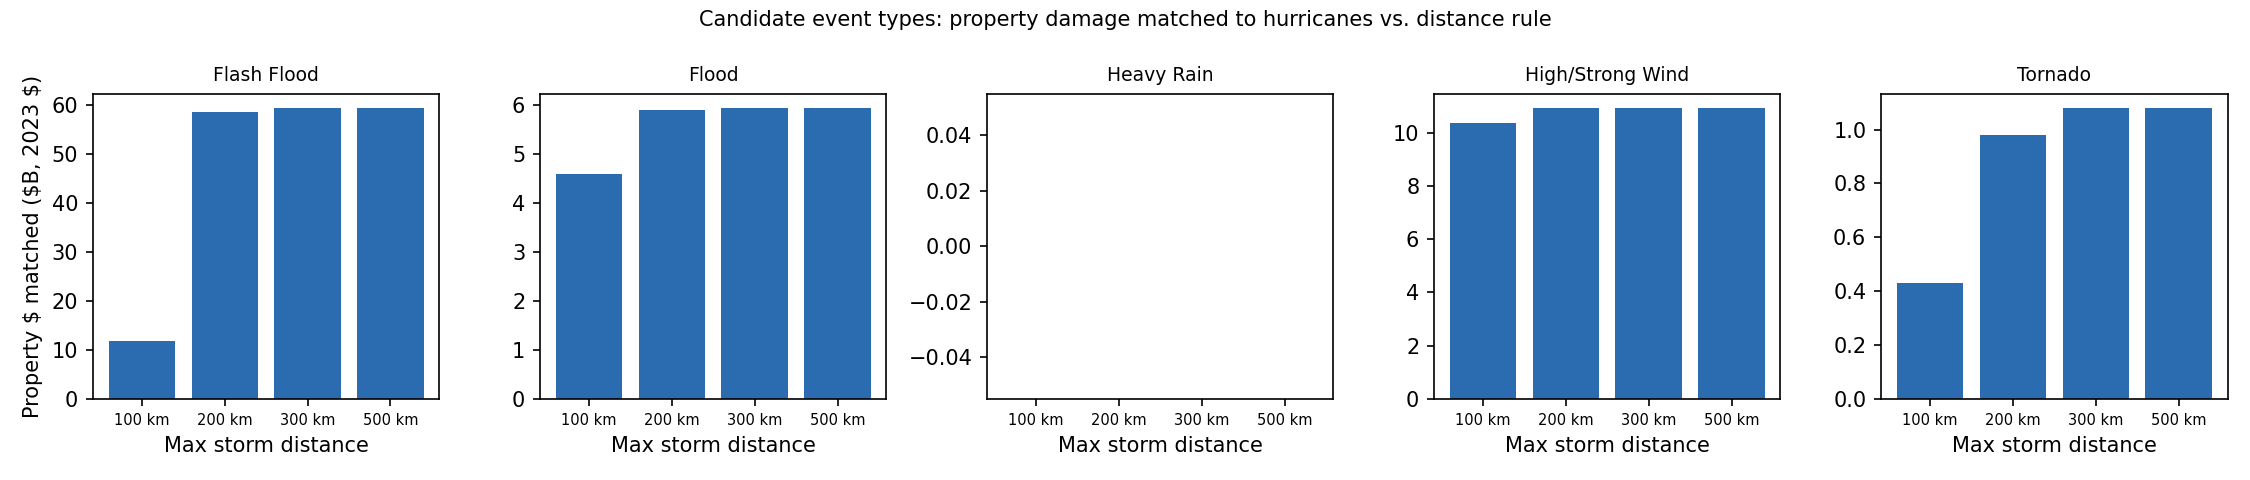 Candidate event types: property damage matched to hurricanes vs. distance rule
Property $ matched ($B, 2023 $)
Flash Flood
60
50
40
30
20
10
0
100 km 200 km 300 km 500 km
Max storm distance
Flood
6
5
4
3
2
1
0
100 km 200 km 300 km 500 km
Max storm distance
Heavy Rain
0.04
0.02
0.00
−0.02
−0.04
100 km 200 km 300 km 500 km
Max storm distance
High/Strong Wind
10
8
6
4
2
0
100 km 200 km 300 km 500 km
Max storm distance
Tornado
1.0
0.8
0.6
0.4
0.2
0.0
100 km 200 km 300 km 500 km
Max storm distance